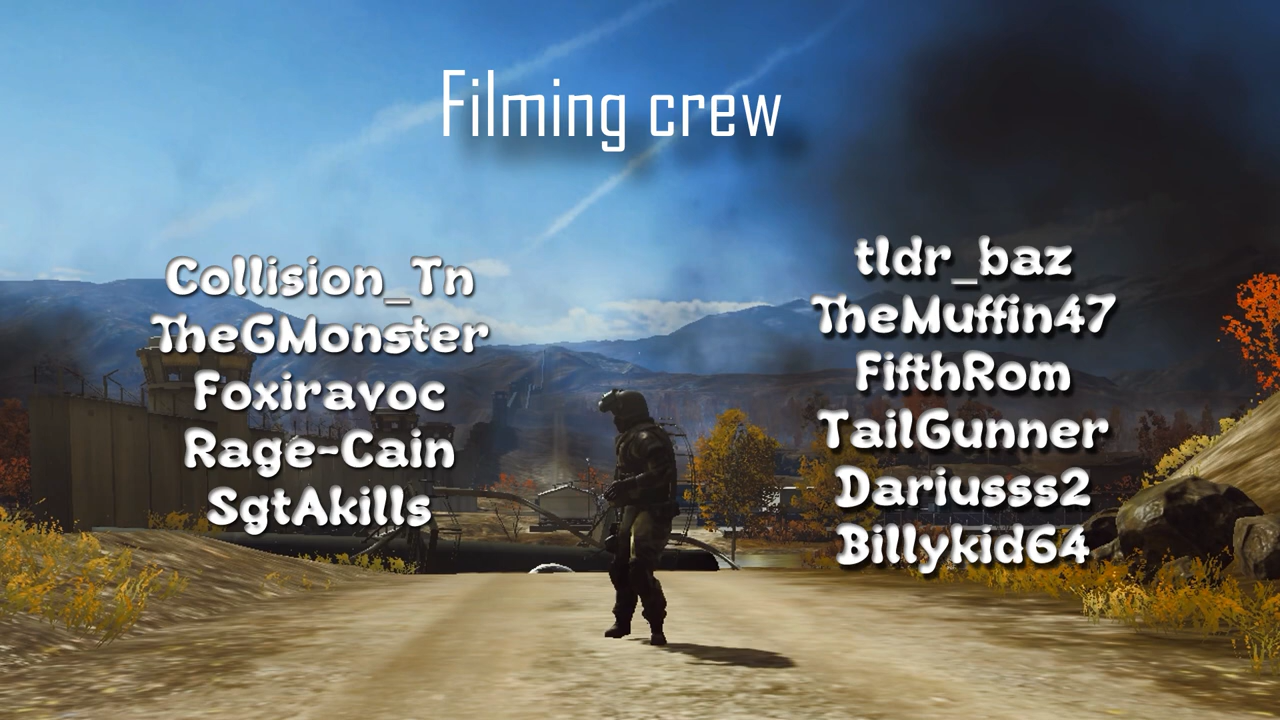 Filming crew
Collision_Tn
TheGMonster
Foxiravoc
Rage-Cain
SgtAkills
tldr_baz
TheMuffin47
FifthRom
TailGunner
Dariusss2
Billykid64